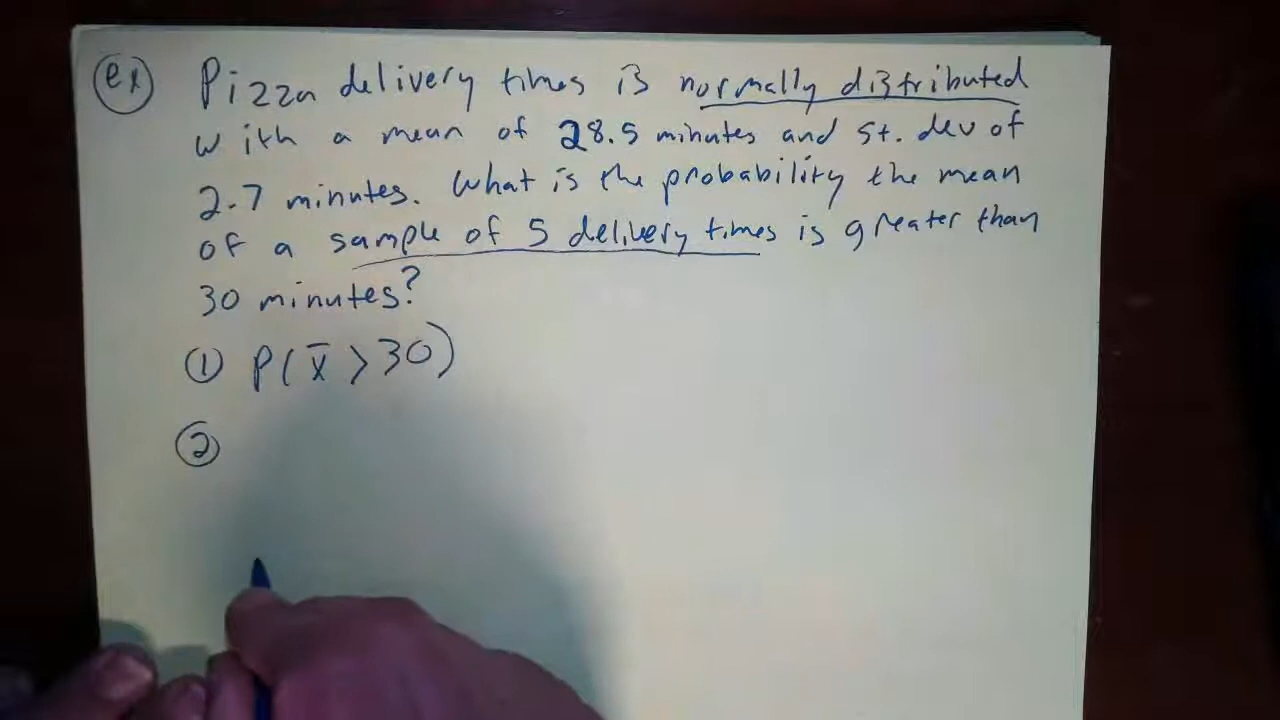 ex Pizza delivery times is normally distributed
with a mean of 28.5 minutes and st. dev of
2.7 minutes. What is the probability the mean
of a sample of 5 delivery times is greater than
30 minutes?
① P(x̄ > 30)
②